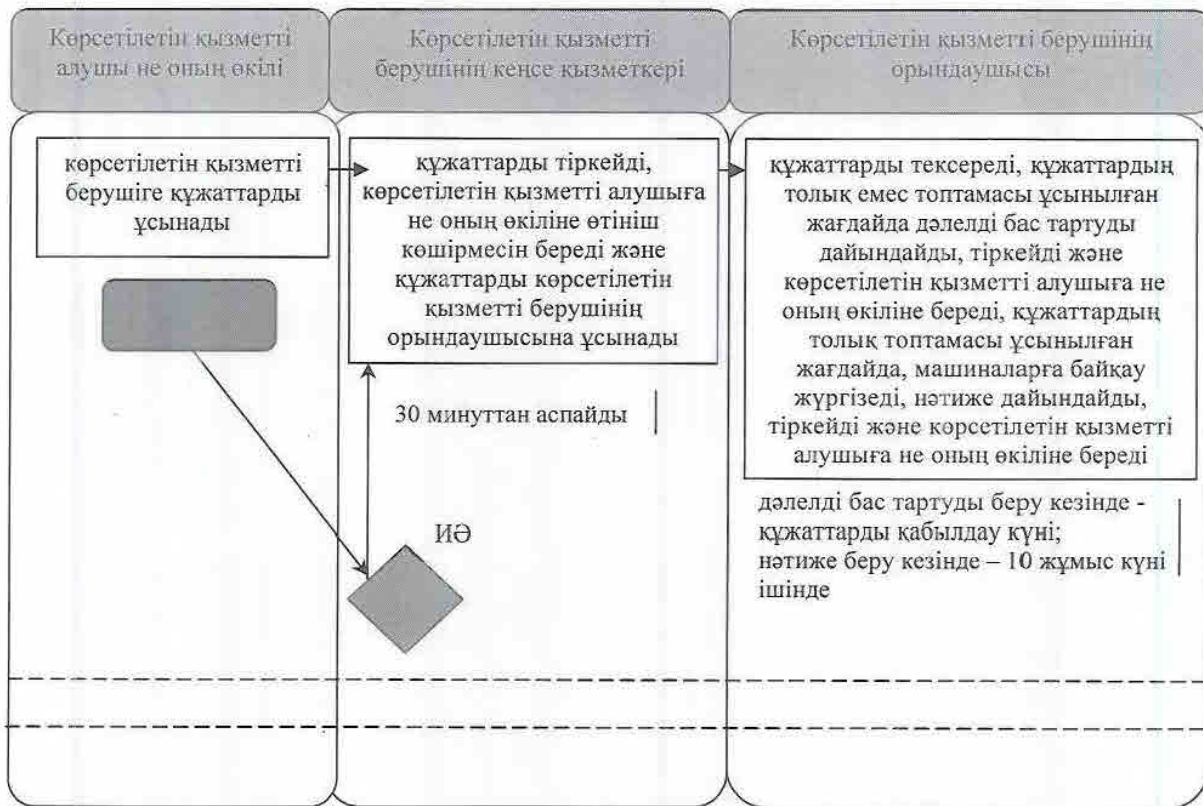 Көрсетілетін қызметті
алушы не оның өкілі
Көрсетілетін қызметті
берушінің кеңсе қызметкері
Көрсетілетін қызметті берушінің
орындаушысы
көрсетілетін қызметті
берушіге құжаттарды
ұсынады
құжаттарды тіркейді,
көрсетілетін қызметті алушыға
не оның өкіліне өтініш
көшірмесін береді және
құжаттарды көрсетілетін
қызметті берушінің
орындаушысына ұсынады
30 минуттан аспайды
ИӘ
құжаттарды тексереді, құжаттардың
толық емес топтамасы ұсынылған
жағдайда дәлелді бас тартуды
дайындайды, тіркейді және
көрсетілетін қызметті алушыға не
оның өкіліне береді, құжаттардың
толық топтамасы ұсынылған
жағдайда, машиналарға байқау
жүргізеді, нәтиже дайындайды,
тіркейді және көрсетілетін қызметті
алушыға не оның өкіліне береді
дәлелді бас тартуды беру кезінде -
құжаттарды қабылдау күні;
нәтиже беру кезінде – 10 жұмыс күні
ішінде